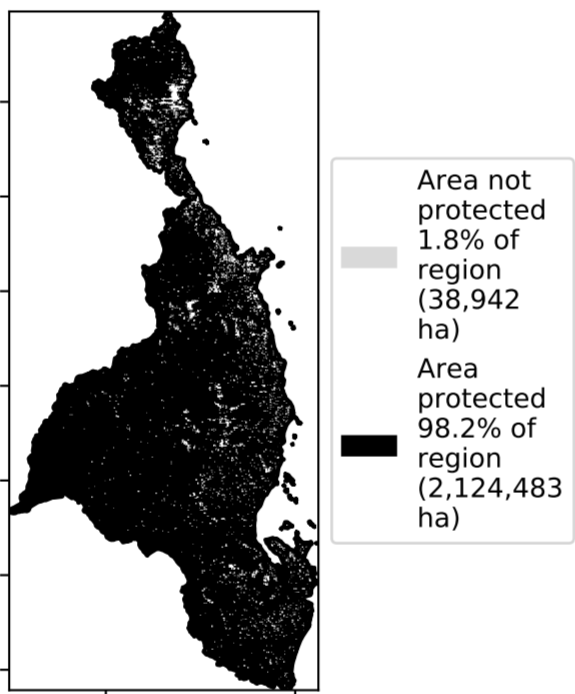 Area not
protected
1.8% of
region
(38,942
ha)
Area
protected
98.2% of
region
(2,124,483
ha)